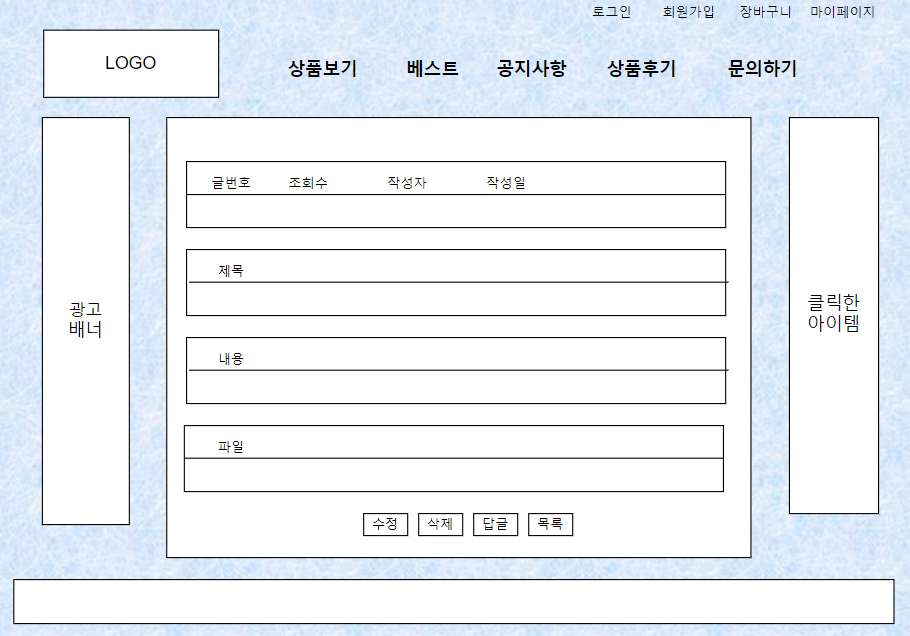 로그인 회원가입 장바구니 마이페이지
LOGO
상품보기 베스트 공지사항 상품후기 문의하기
글번호 조회수 작성자 작성일
제목
내용
파일
수정 삭제 답글 목록
광고
배너
클릭한
아이템